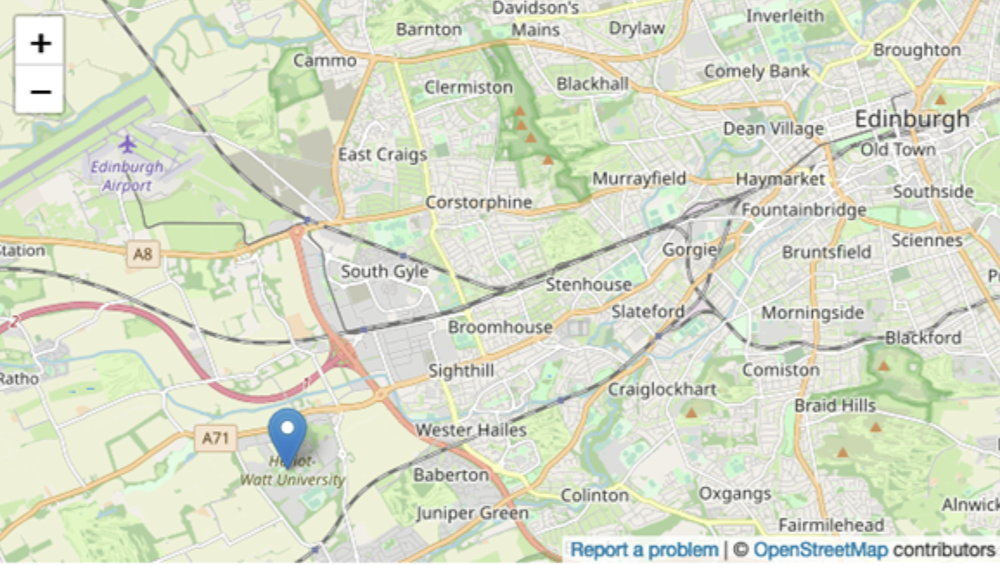 +
−
Davidson's
Mains
Barnton
Drylaw
Inverleith
Broughton
Cammo
Clermiston
Blackhall
Comely Bank
Edinburgh
Dean Village
Old Town
Edinburgh
Airport
East Craigs
Murrayfield
Haymarket
Southside
Corstorphine
Fountainbridge
Sciennes
Station
A8
Gorgie
Bruntsfield
South Gyle
Stenhouse
2
Slateford
Morningside
Broomhouse
Blackford
Ratho
1
Sighthill
Comiston
Craiglockhart
Braid Hills
A71
Wester Hailes
Heriot-
Watt University
Baberton
Colinton
Oxgangs
Alnwick
Juniper Green
Fairmilehead
Report a problem | © OpenStreetMap contributors